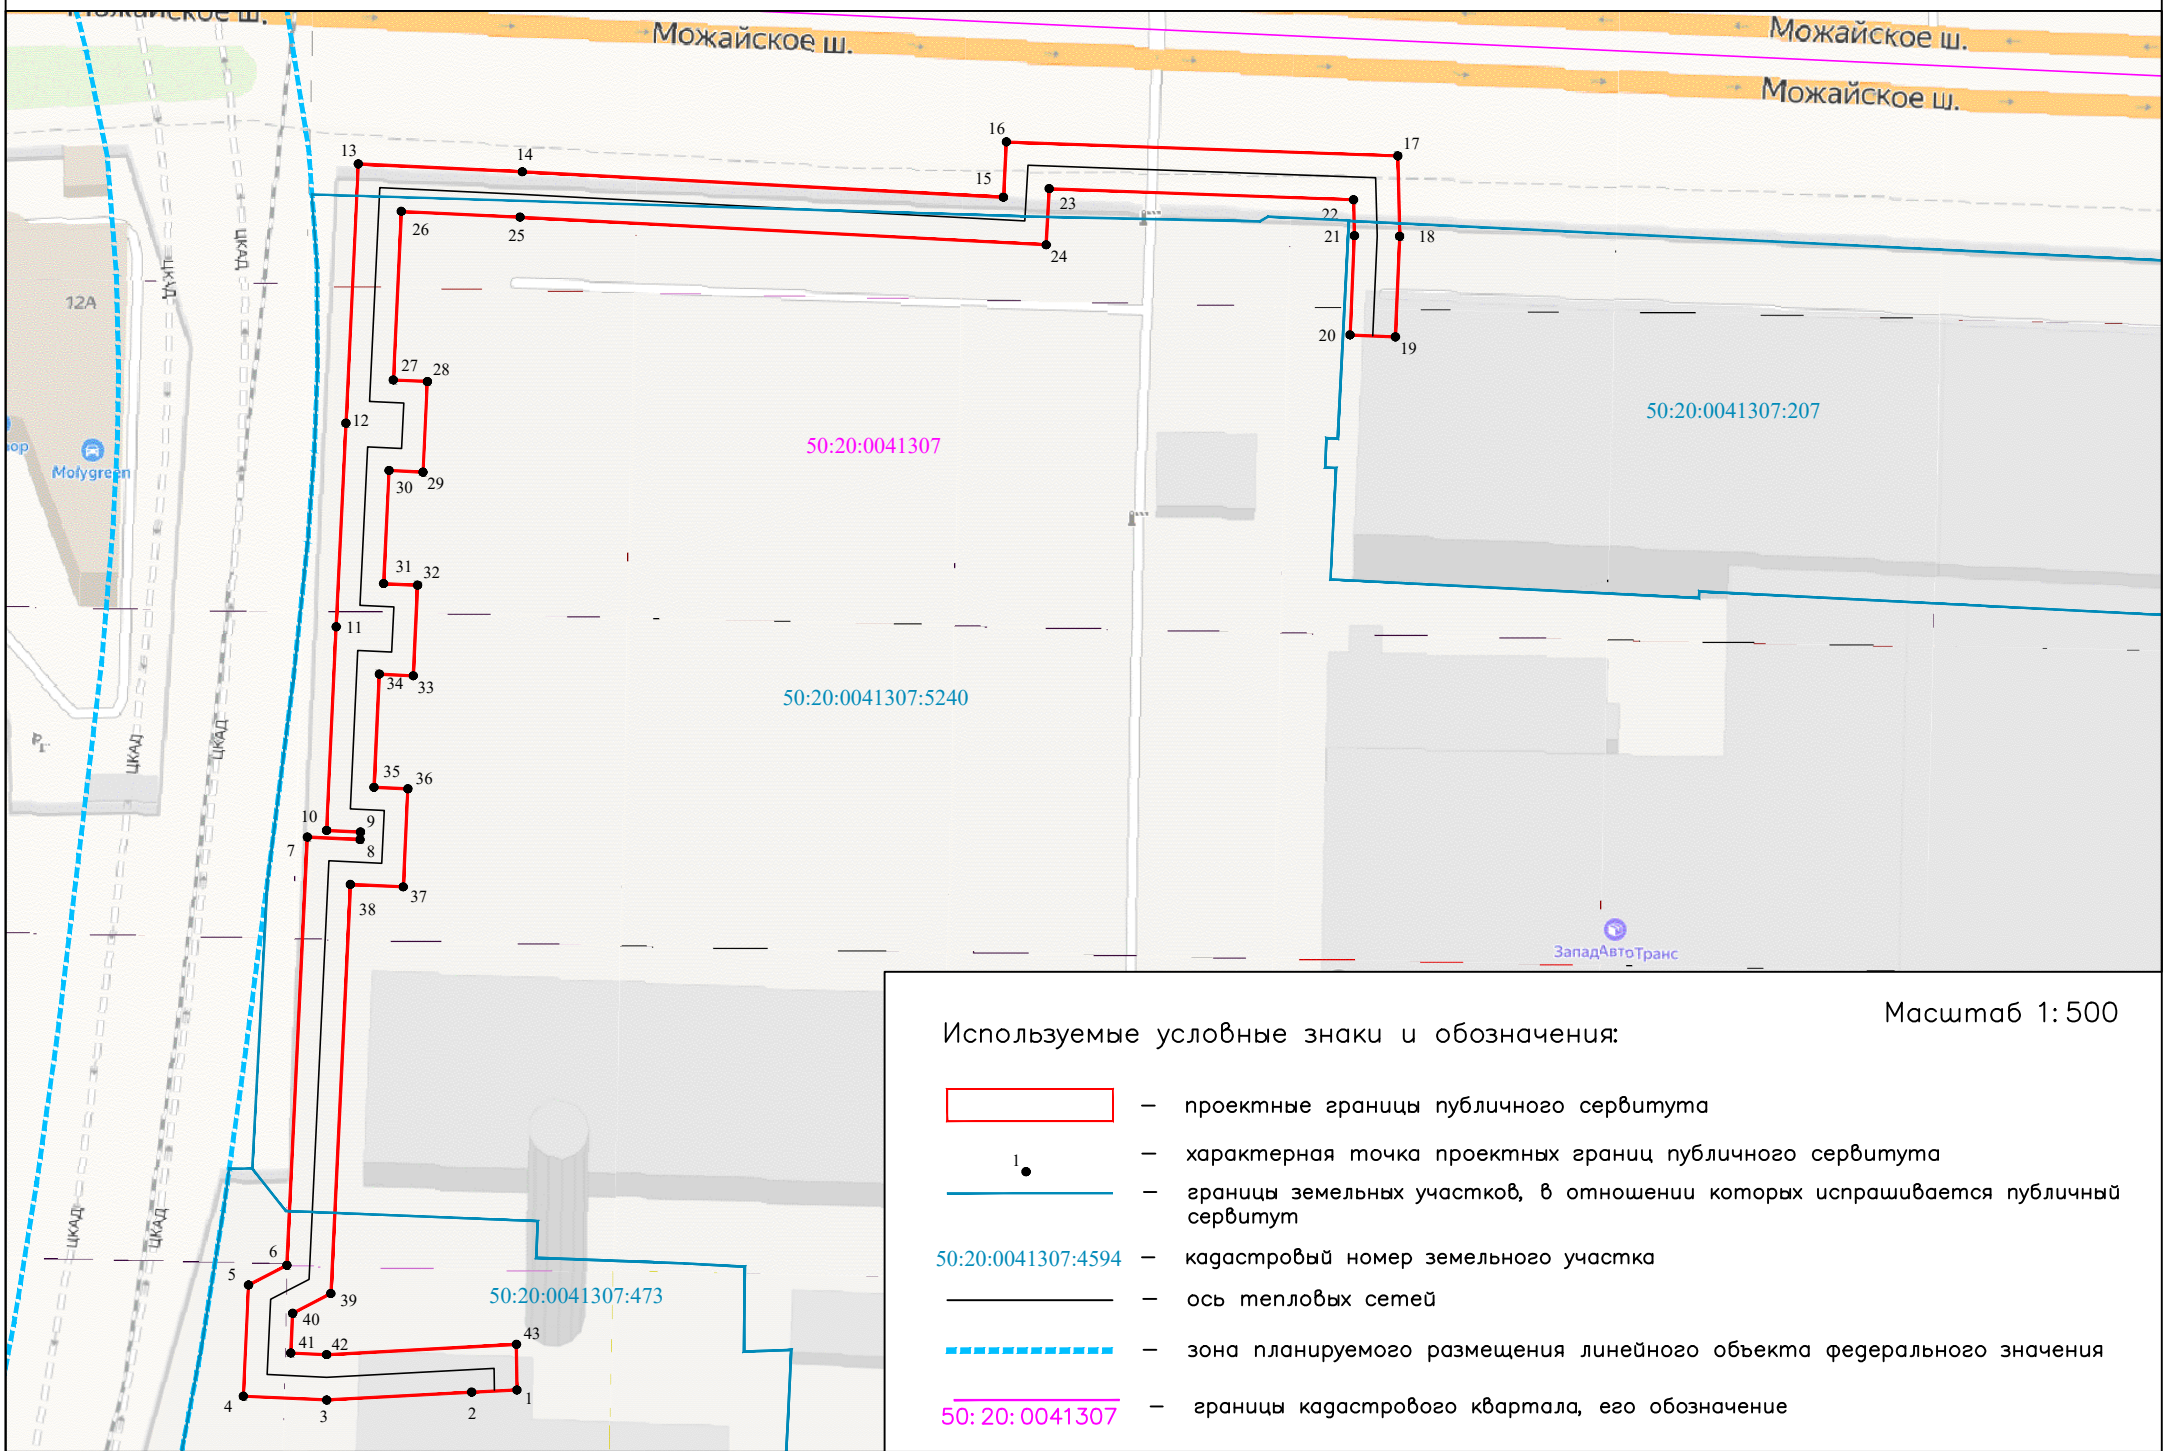 Можайское ш.
Можайское ш.
Можайское ш.
Можайское ш.
16
17
13
14
15
23
22
26
25
24
21
18
ЦКАД
ЦКАД
12А
20
19
27
28
12
50:20:0041307:207
50:20:0041307
ор
Molygreen
30
29
31
32
11
34
33
50:20:0041307:5240
ЦКАД
ЦКАД
35
36
10
9
7
8
37
38
ЗападАвтоТранс
ЦКАД
ЦКАД
6
5
39
50:20:0041307:473
40
41
42
43
4
3
2
1
Масштаб 1:500
Используемые условные знаки и обозначения:
– проектные границы публичного сервитута
1 – характерная точка проектных границ публичного сервитута
– границы земельных участков, в отношении которых испрашивается публичный
сервитут
50:20:0041307:4594 – кадастровый номер земельного участка
– ось тепловых сетей
– зона планируемого размещения линейного объекта федерального значения
50:20:0041307 – границы кадастрового квартала, его обозначение